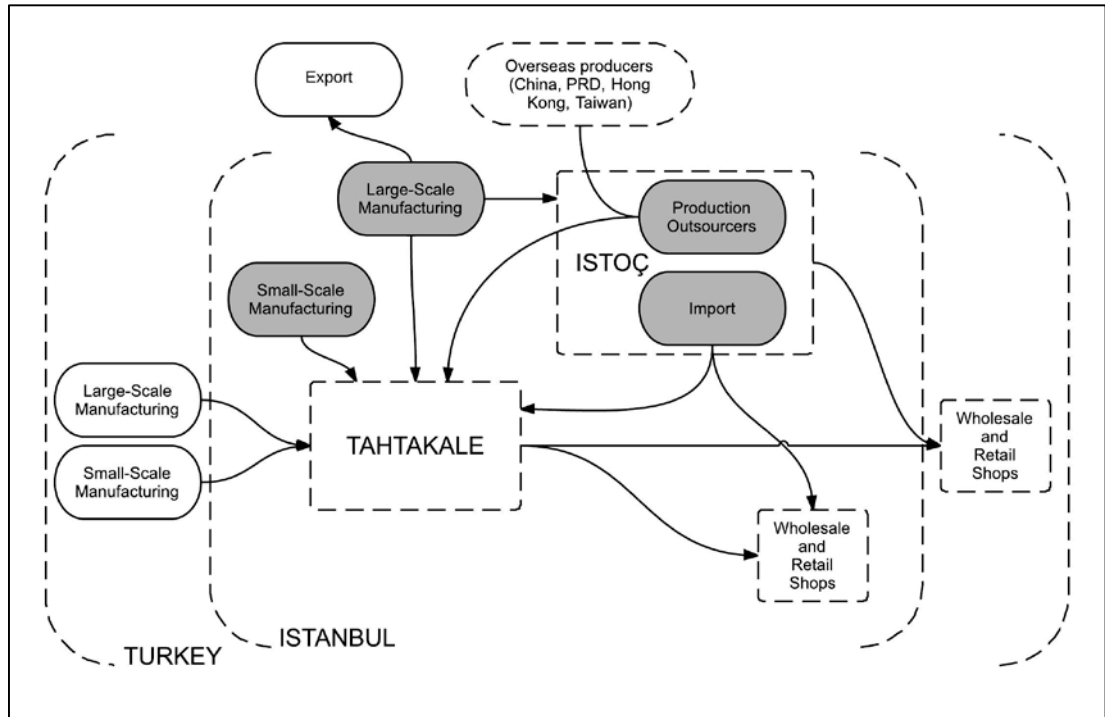 Export
Overseas producers
(China, PRD, Hong
Kong, Taiwan)
Large-Scale
Manufacturing
Production
Outsourcers
ISTOÇ
Small-Scale
Manufacturing
Import
Large-Scale
Manufacturing
TAHTAKALE
Small-Scale
Manufacturing
Wholesale
and
Retail
Shops
Wholesale
and
Retail
Shops
ISTANBUL
TURKEY